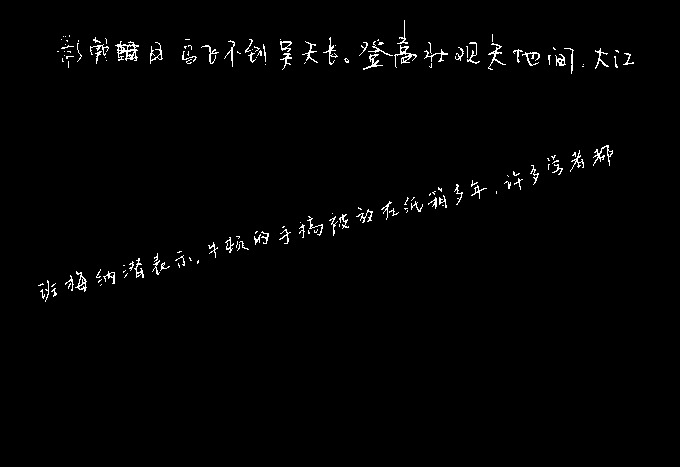 影日鸟飞不到吴天长。登高壮观天地间,大江
班梅纳潜表示,牛顿的手稿被放在纸箱多年,许多学者都